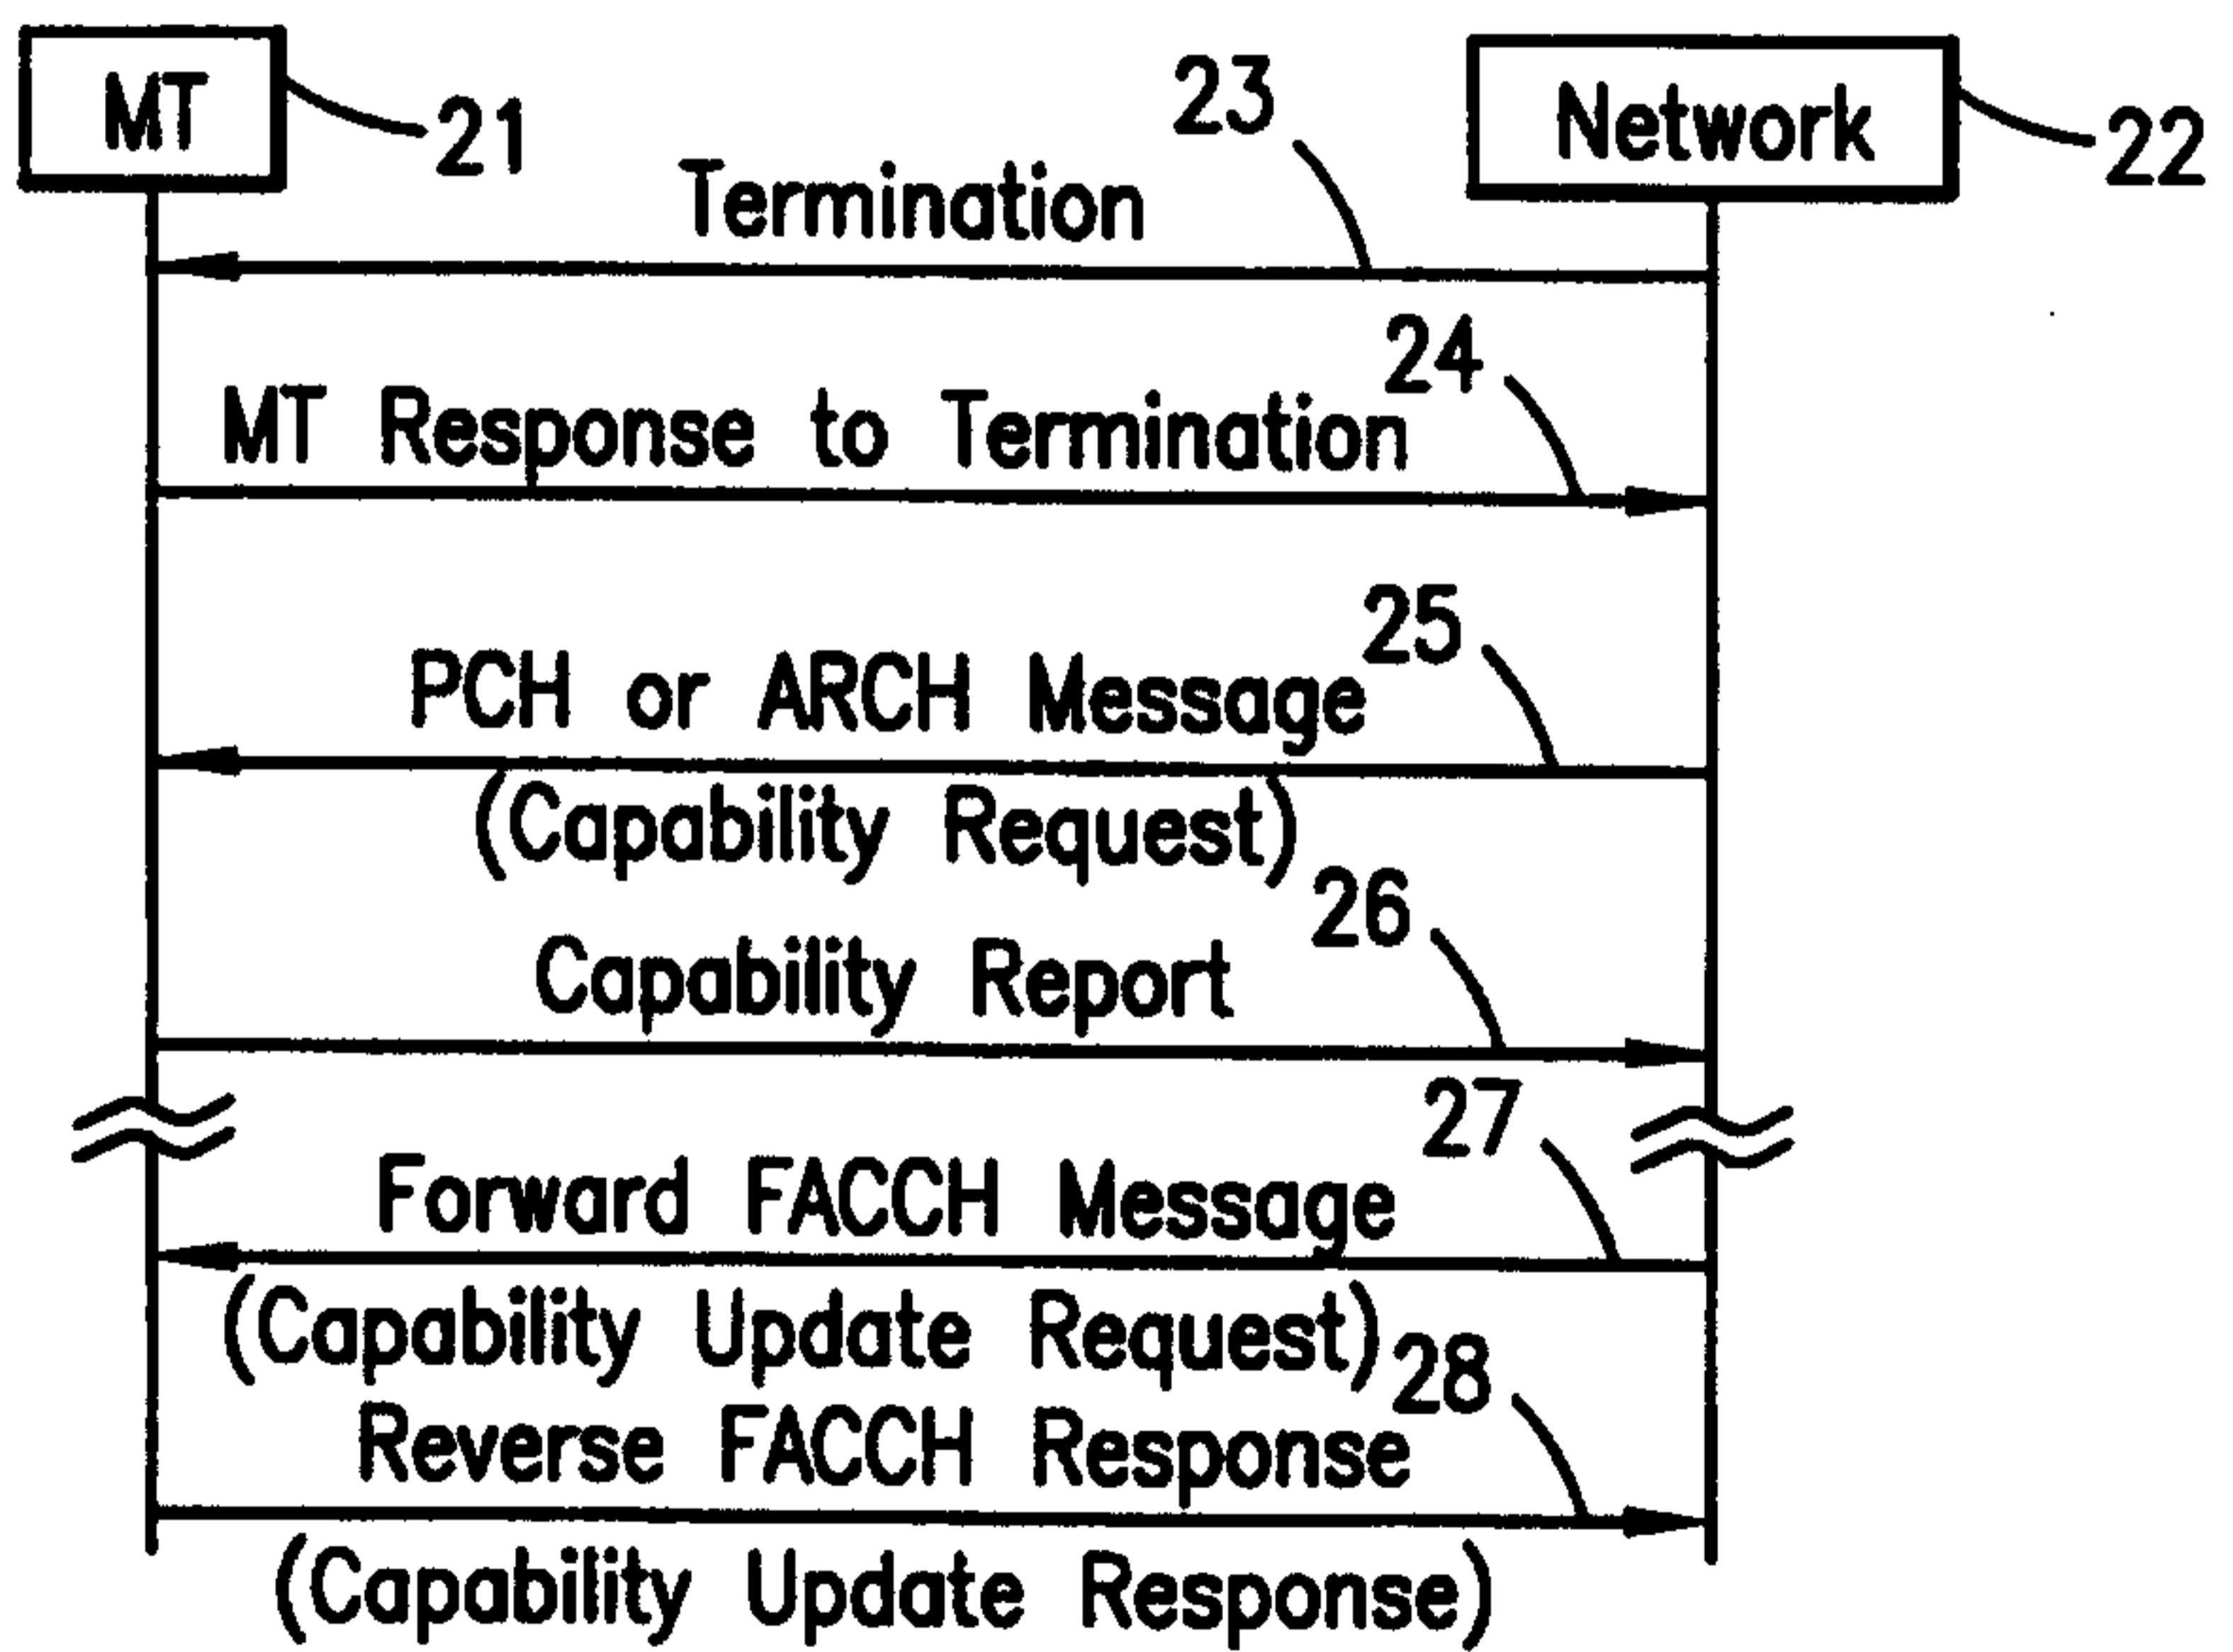 MT
21
Network
22
23
Termination
24
MT Response to Termination
25
PCH or ARCH Message
(Capability Request)
26
Capability Report
27
Forward FACCH Message
(Capability Update Request)
28
Reverse FACCH Response
(Capability Update Response)